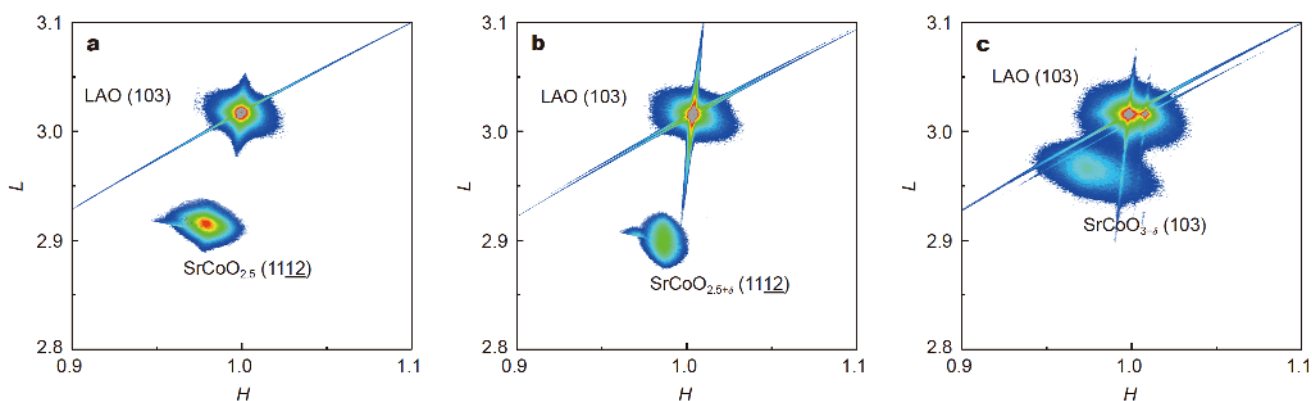 a
3.1
3.0
2.9
2.8
L
0.9
1.0
1.1
H
LAO (103)
SrCoO2.5 (1112)
b
3.1
3.0
2.9
2.8
L
0.9
1.0
1.1
H
LAO (103)
SrCoO2.5+δ (1112)
c
3.1
3.0
2.9
2.8
L
0.9
1.0
1.1
H
LAO (103)
SrCoO3−δ (103)